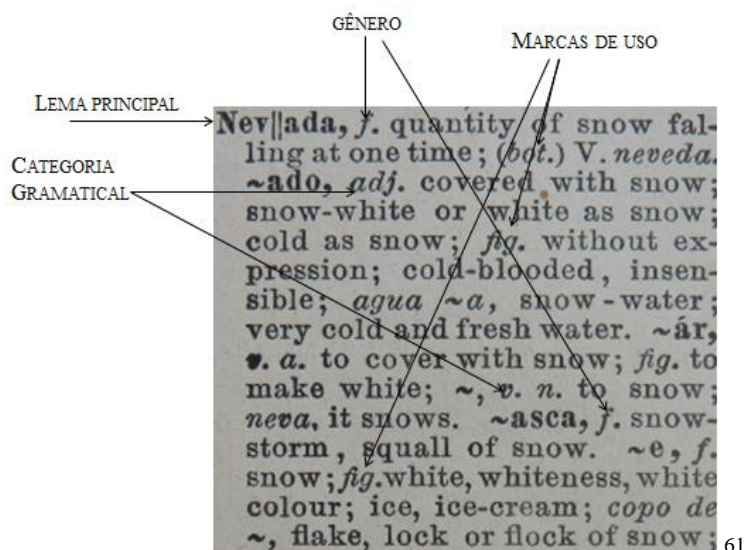 GÊNERO
MARCAS DE USO
LEMA PRINCIPAL
CATEGORIA
GRAMATICAL
Nev||ada, f. quantity of snow fal-
ling at one time; (bot.) V. neveda.
~ado, adj. covered with snow;
snow-white or white as snow;
cold as snow; fig. without ex-
pression; cold-blooded, insen-
sible; agua ~a, snow-water;
very cold and fresh water. ~ár,
v. a. to cover with snow; fig. to
make white; ~, v. n. to snow;
neva, it snows. ~asca, f. snow-
storm, squall of snow. ~e, f.
snow; fig. white, whiteness, white
colour; ice, ice-cream; copo de
~, flake, lock or flock of snow;
61